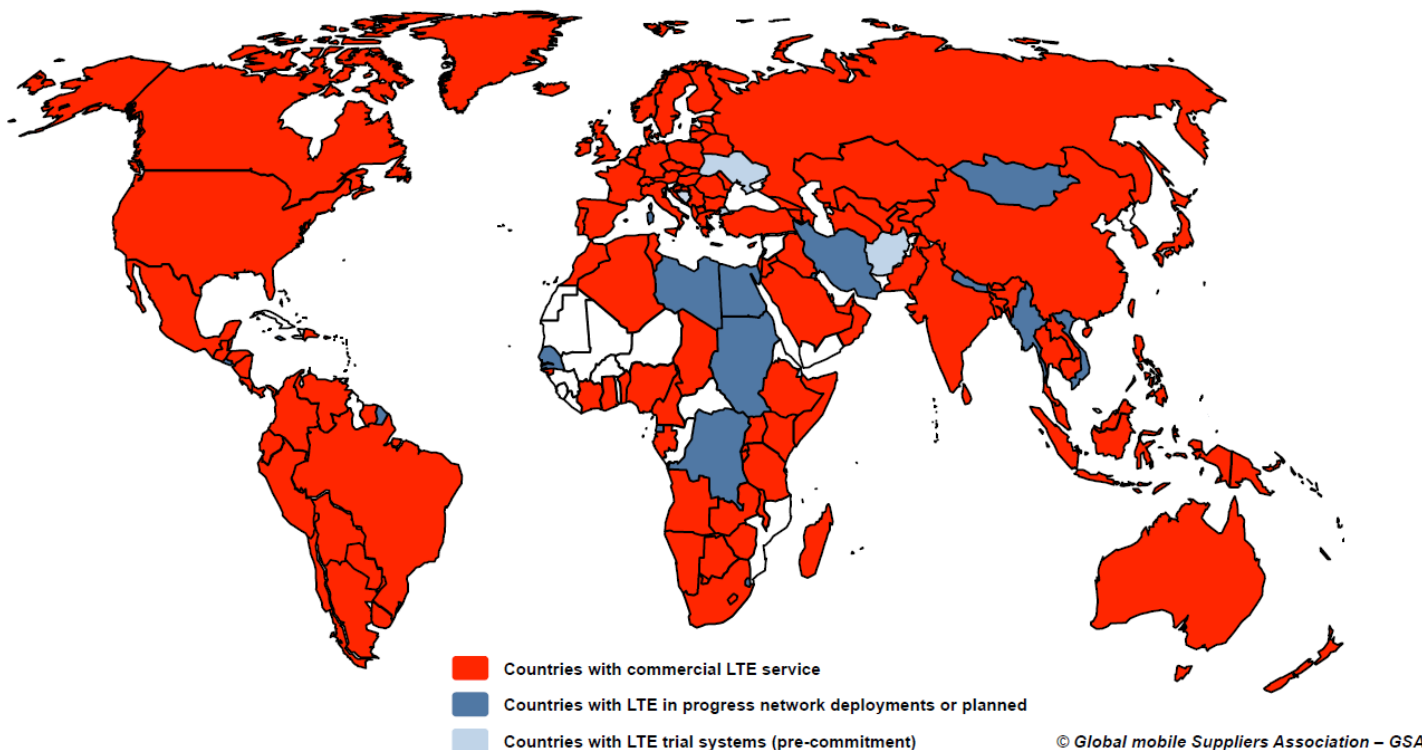 Countries with commercial LTE service
Countries with LTE in progress network deployments or planned
Countries with LTE trial systems (pre-commitment)
© Global mobile Suppliers Association – GSA